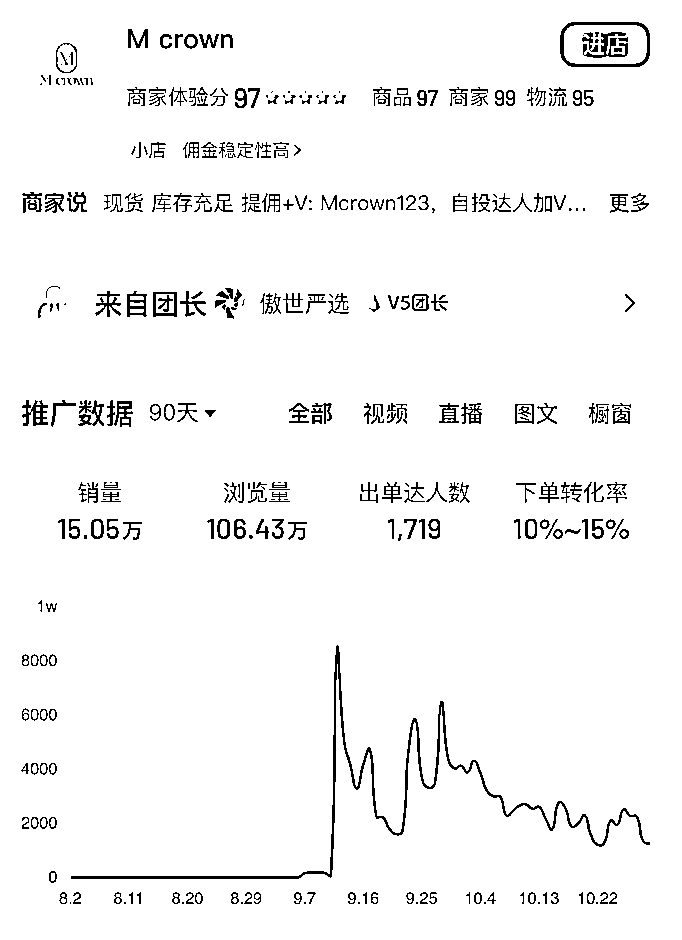 M crown
进店
M crown
商家体验分 97 商品 97 商家 99 物流 95
小店 佣金稳定性高>
商家说 现货 库存充足 提佣+V: Mcrown123，自投达人加V... 更多
来自团长 傲世严选 V5团长
推广数据 90天 全部 视频 直播 图文 橱窗
销量 浏览量 出单达人数 下单转化率
15.05万 106.43万 1,719 10%~15%
1w
8000
6000
4000
2000
0
8.2 8.11 8.20 8.29 9.7 9.16 9.25 10.4 10.13 10.22